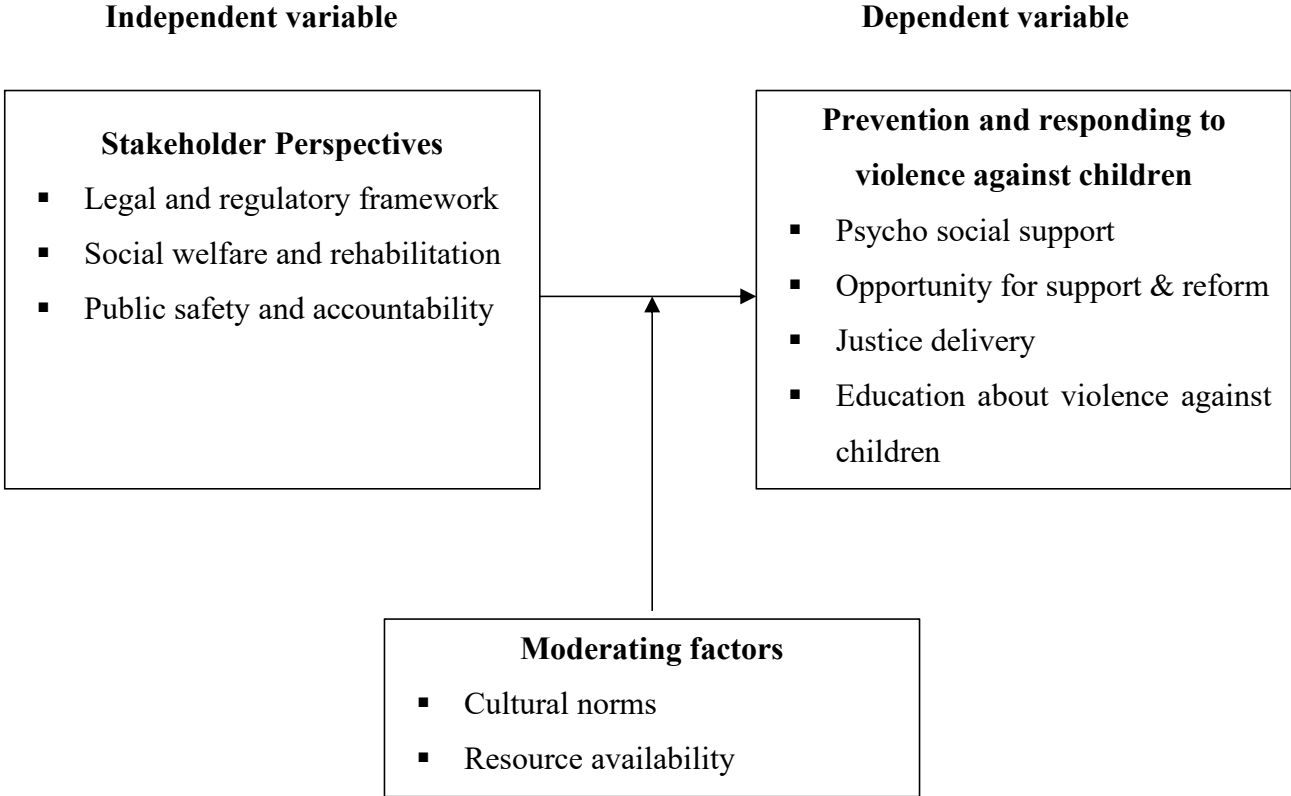 Independent variable
Dependent variable
Stakeholder Perspectives
▪ Legal and regulatory framework
▪ Social welfare and rehabilitation
▪ Public safety and accountability
Prevention and responding to
violence against children
▪ Psycho social support
▪ Opportunity for support & reform
▪ Justice delivery
▪ Education about violence against
children
Moderating factors
▪ Cultural norms
▪ Resource availability